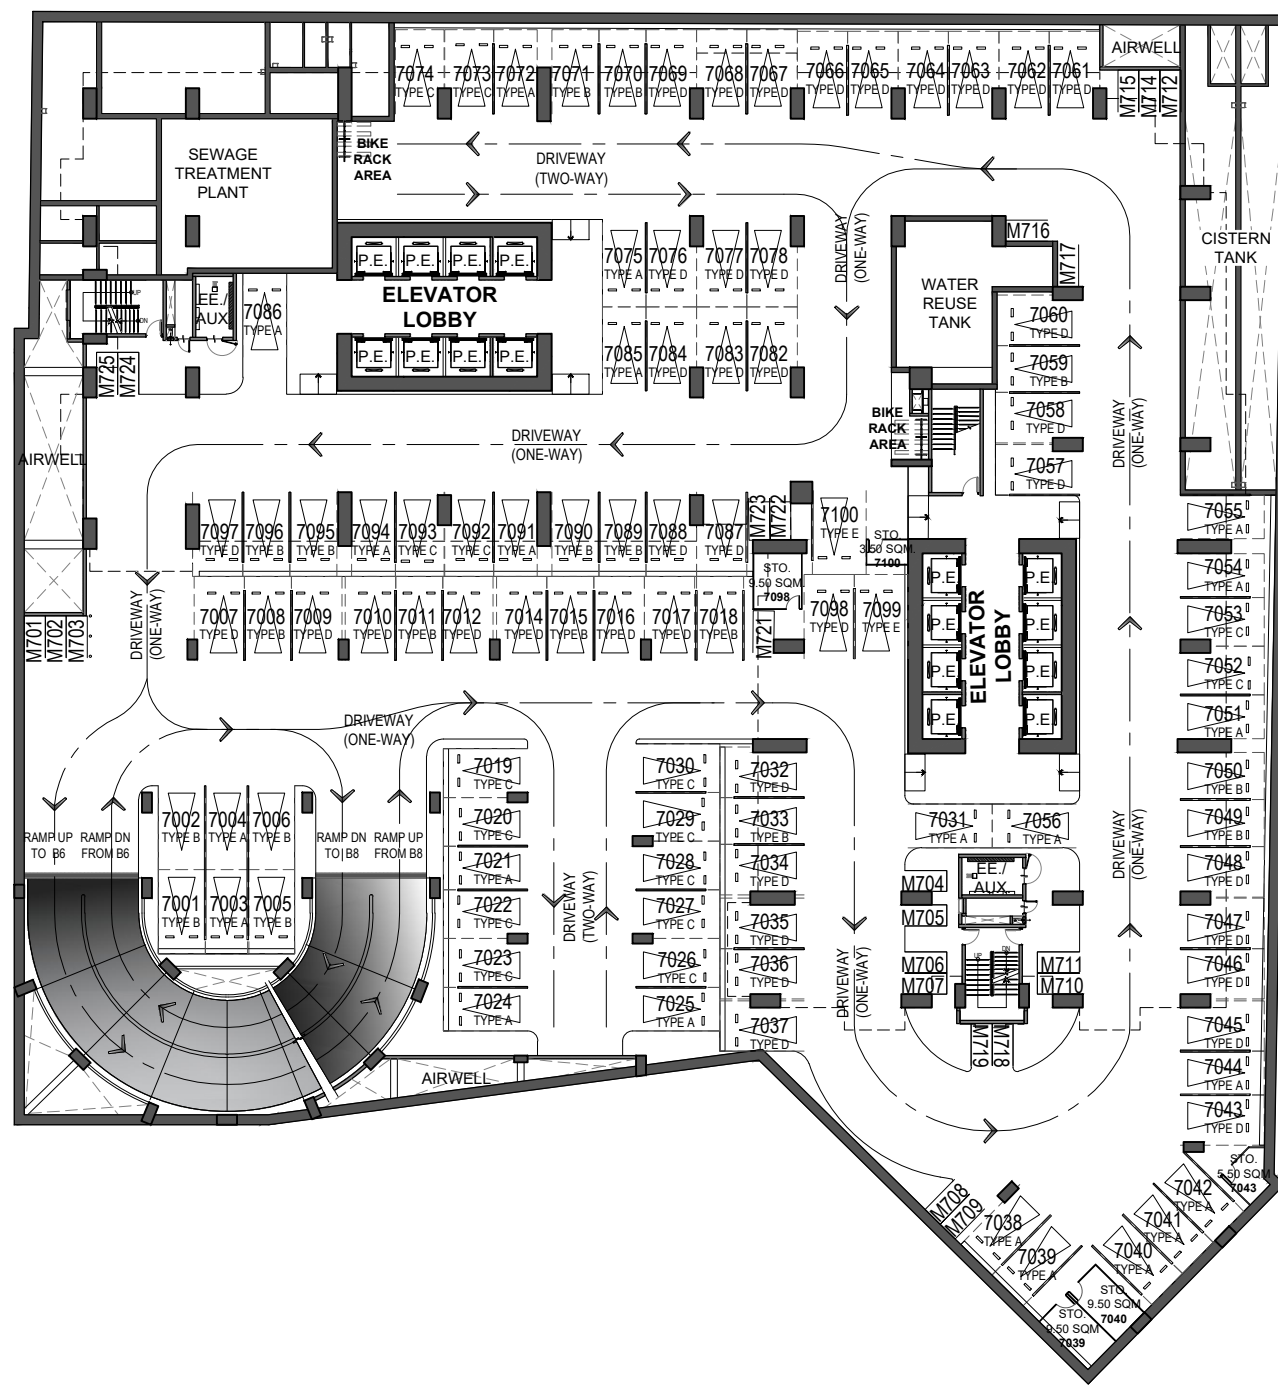 7074
TYPE C
7073
TYPE C
7072
TYPE A
7071
TYPE B
7070
TYPE B
7069
TYPE D
7068
TYPE D
7067
TYPE D
7066
TYPE D
7065
TYPE D
7064
TYPE D
7063
TYPE D
7062
TYPE D
7061
TYPE D
AIRWELL
M715
M714
M712
SEWAGE
TREATMENT
PLANT
BIKE
RACK
AREA
DRIVEWAY
(TWO-WAY)
DRIVEWAY
(ONE-WAY)
M716
M717
CISTERN
TANK
WATER
REUSE
TANK
P.E.
P.E.
P.E.
P.E.
ELEVATOR
LOBBY
P.E.
P.E.
P.E.
P.E.
7075
TYPE A
7076
TYPE D
7077
TYPE D
7078
TYPE D
7085
TYPE A
7084
TYPE D
7083
TYPE D
7082
TYPE D
UP
DN
EE./
AUX
7086
TYPE A
M725
M724
AIRWELL
7060
TYPE D
7059
TYPE B
7058
TYPE D
7057
TYPE D
BIKE
RACK
AREA
DRIVEWAY
(ONE-WAY)
DRIVEWAY
(ONE-WAY)
7097
TYPE D
7096
TYPE B
7095
TYPE B
7094
TYPE A
7093
TYPE C
7092
TYPE C
7091
TYPE A
7090
TYPE B
7089
TYPE B
7088
TYPE D
7087
TYPE D
M723
M722
7100
TYPE E
STO.
3.50 SQM.
7100
STO.
9.50 SQM.
7098
7007
TYPE D
7008
TYPE B
7009
TYPE D
7010
TYPE D
7011
TYPE B
7012
TYPE D
7014
TYPE D
7015
TYPE B
7016
TYPE D
7017
TYPE D
7018
TYPE B
M721
7098
TYPE D
7099
TYPE E
M701
M702
M703
DRIVEWAY
(ONE-WAY)
P.E.
P.E.
P.E.
P.E.
ELEVATOR
LOBBY
P.E.
P.E.
P.E.
P.E.
7055
TYPE A
7054
TYPE A
7053
TYPE C
7052
TYPE C
7051
TYPE A
7050
TYPE B
7049
TYPE B
7048
TYPE D
7047
TYPE D
7046
TYPE D
7045
TYPE D
7044
TYPE A
7043
TYPE D
DRIVEWAY
(ONE-WAY)
DRIVEWAY
(ONE-WAY)
RAMP UP
TO B6
RAMP DN
FROM B6
7002
TYPE B
7004
TYPE A
7006
TYPE B
7001
TYPE B
7003
TYPE A
7005
TYPE B
RAMP DN
TO B8
RAMP UP
FROM B8
7019
TYPE C
7020
TYPE C
7021
TYPE A
7022
TYPE C
7023
TYPE C
7024
TYPE A
DRIVEWAY
(TWO-WAY)
7030
TYPE C
7029
TYPE C
7028
TYPE C
7027
TYPE C
7026
TYPE C
7025
TYPE A
7032
TYPE D
7033
TYPE B
7034
TYPE D
7035
TYPE D
7036
TYPE D
7037
TYPE D
DRIVEWAY
(ONE-WAY)
7031
TYPE A
7056
TYPE A
EE./
AUX
M704
M705
M706
M707
M711
M710
UP
DN
M719
M718
AIRWELL
M708
M709
7038
TYPE A
7039
TYPE A
7040
TYPE A
7041
TYPE A
7042
TYPE A
STO.
5.50 SQM
7043
STO.
9.50 SQM
7040
STO.
9.50 SQM
7039